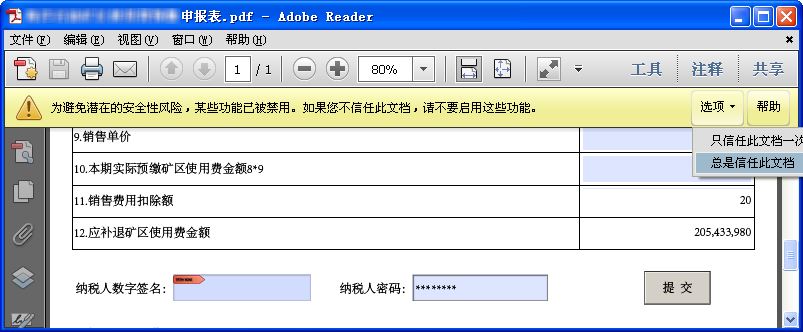 申报表.pdf - Adobe Reader
文件(F) 编辑(E) 视图(V) 窗口(W) 帮助(H)
1 / 1 80% 工具 注释 共享
为避免潜在的安全性风险，某些功能已被禁用。如果您不信任此文档，请不要启用这些功能。 选项 帮助
只信任此文档一次
总是信任此文档
9.销售单价
10.本期实际预缴矿区使用费金额8*9
11.销售费用扣除额 20
12.应补退矿区使用费金额 205,433,980
纳税人数字签名: 纳税人密码: ******** 提 交